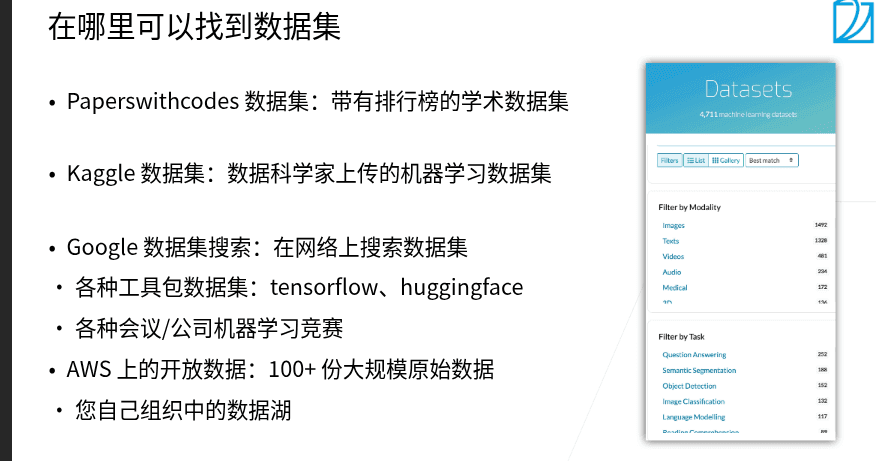 在哪里可以找到数据集
• Paperswithcodes 数据集：带有排行榜的学术数据集
• Kaggle 数据集：数据科学家上传的机器学习数据集
• Google 数据集搜索：在网络上搜索数据集
• 各种工具包数据集：tensorflow、huggingface
• 各种会议/公司机器学习竞赛
• AWS 上的开放数据：100+ 份大规模原始数据
• 您自己组织中的数据湖
Datasets
4,711 machine learning datasets
Filters List Gallery Best match
Filter by Modality
Images 1492
Texts 1328
Videos 481
Audio 234
Medical 172
Filter by Task
Question Answering 252
Semantic Segmentation 188
Object Detection 152
Image Classification 132
Language Modelling 117
Reading Comprehension 89